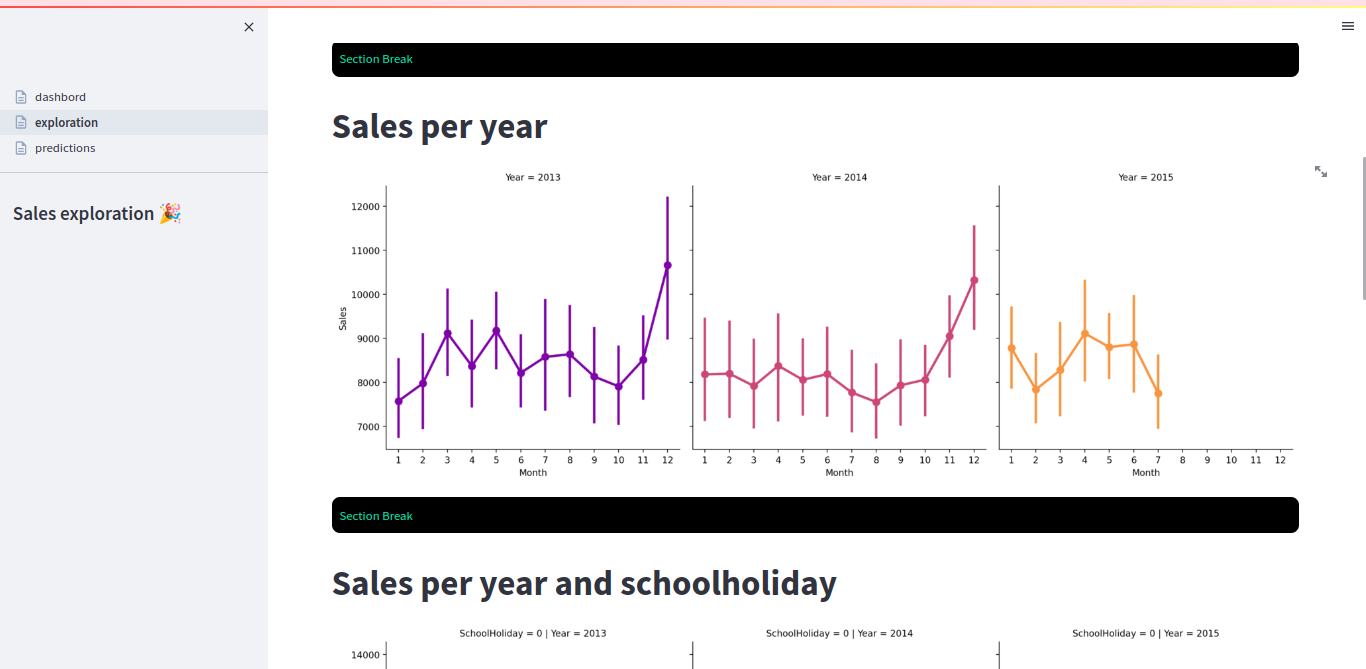 dashbord
exploration
predictions
Sales exploration 🎉
Section Break
Sales per year
Year = 2013
Year = 2014
Year = 2015
12000
11000
10000
9000
8000
7000
Sales
1 2 3 4 5 6 7 8 9 10 11 12
1 2 3 4 5 6 7 8 9 10 11 12
1 2 3 4 5 6 7 8 9 10 11 12
Month
Month
Month
Section Break
Sales per year and schoolholiday
SchoolHoliday = 0 | Year = 2013
SchoolHoliday = 0 | Year = 2014
SchoolHoliday = 0 | Year = 2015
14000